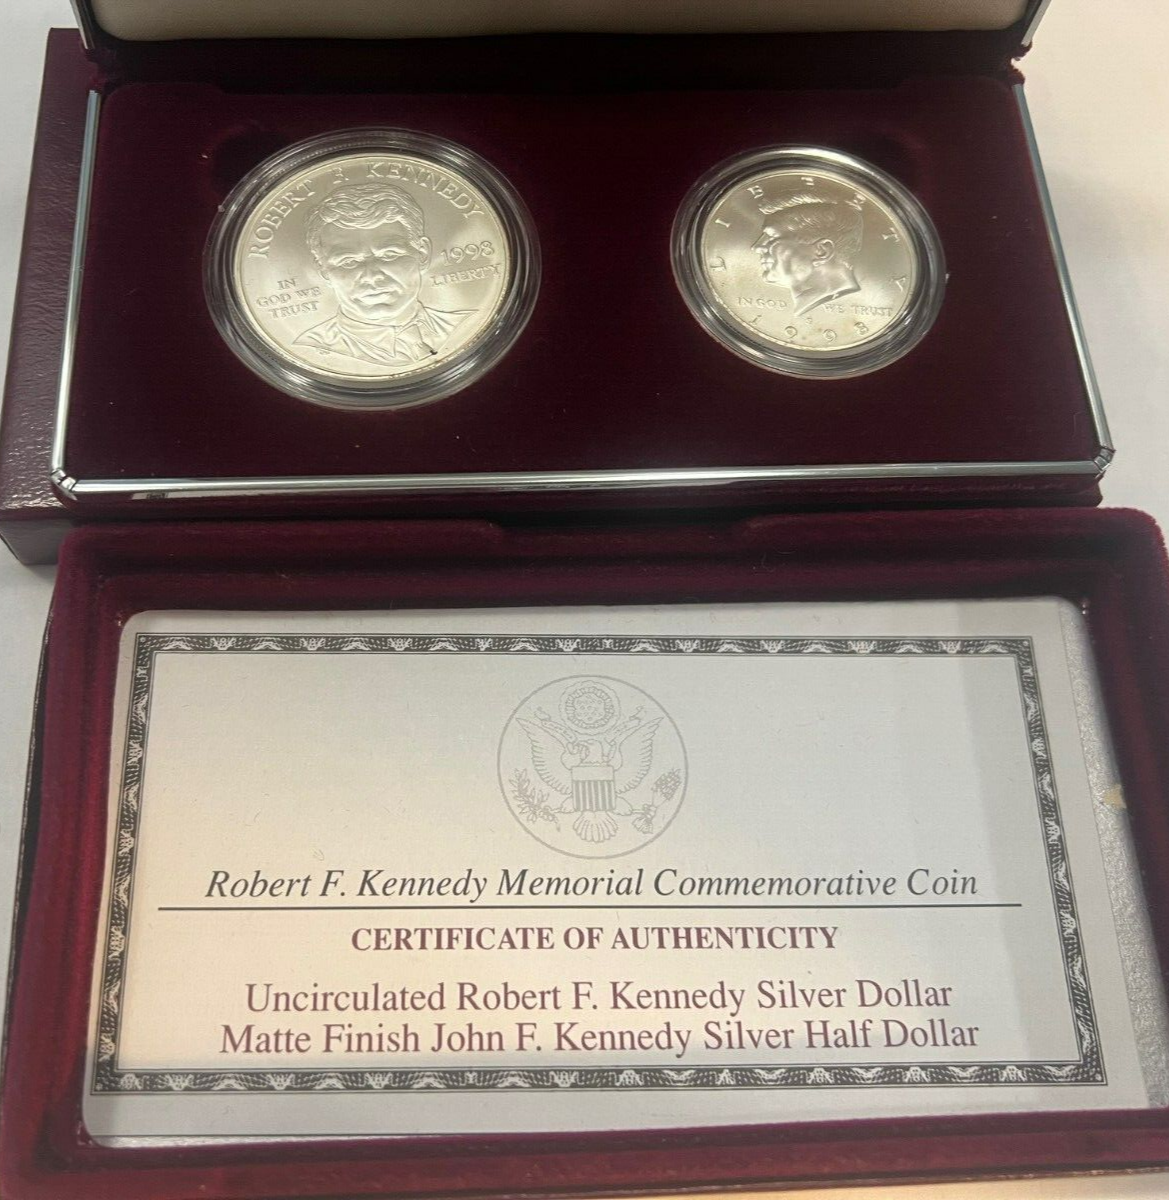 ROBERT F. KENNEDY
1998
LIBERTY
IN
GOD WE
TRUST
LIBERTY
IN GOD WE TRUST
1998
Robert F. Kennedy Memorial Commemorative Coin
CERTIFICATE OF AUTHENTICITY
Uncirculated Robert F. Kennedy Silver Dollar
Matte Finish John F. Kennedy Silver Half Dollar